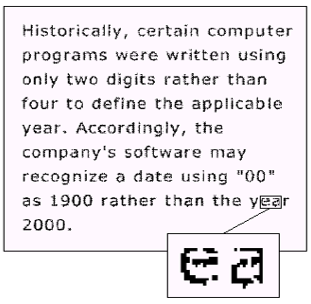 Historically, certain computer
programs were written using
only two digits rather than
four to define the applicable
year. Accordingly, the
company's software may
recognize a date using "00"
as 1900 rather than the year
2000.
ea